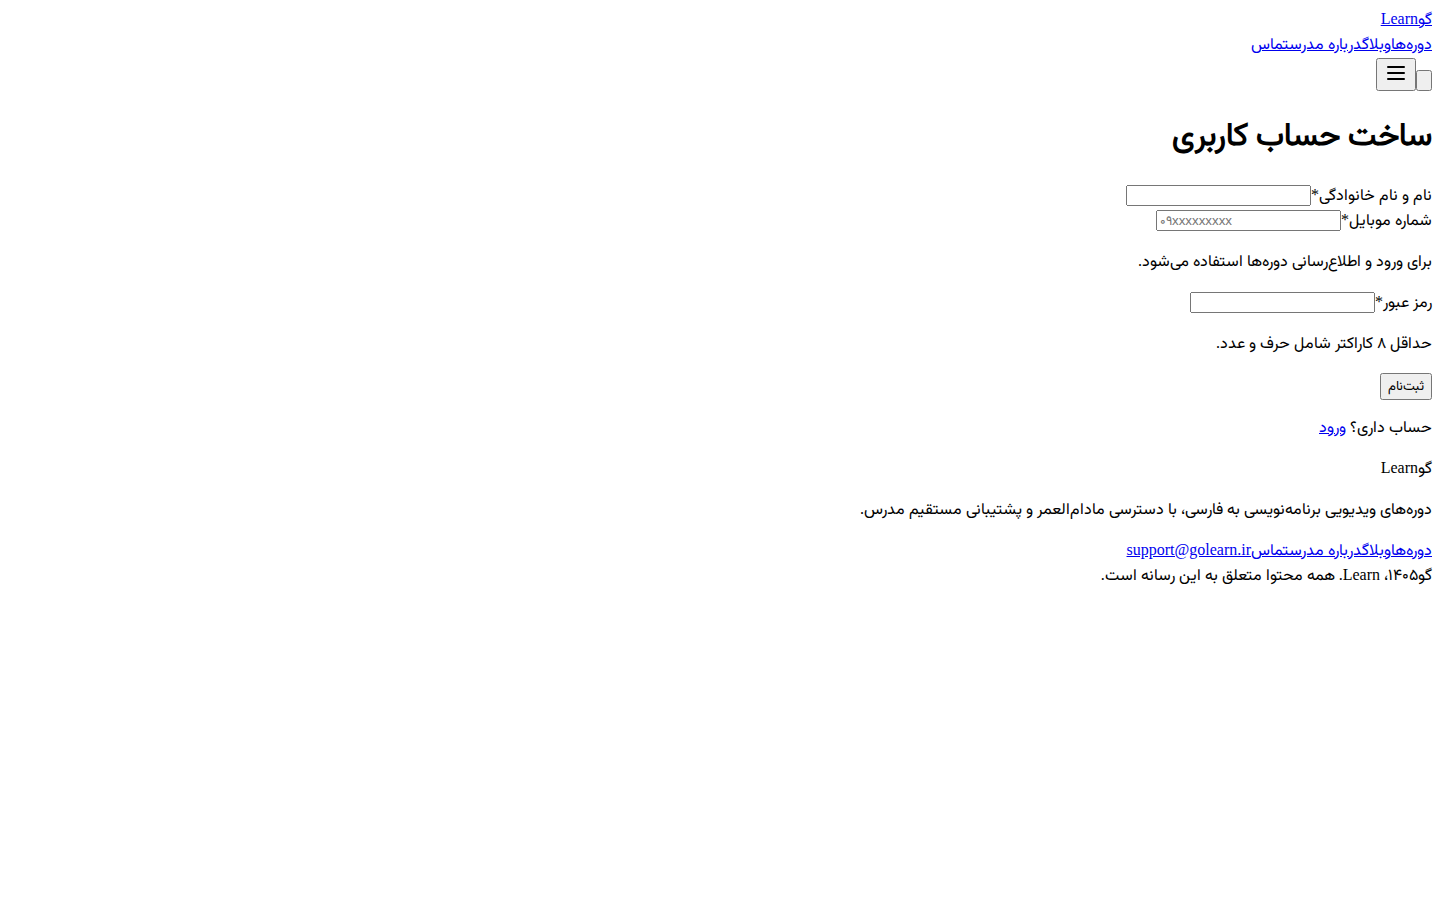 گوLearn
دوره‌هاوبلاگدرباره مدرستماس
ساخت حساب کاربری
نام و نام خانوادگی*
شماره موبایل* ۰۹xxxxxxxxx
برای ورود و اطلاع‌رسانی دوره‌ها استفاده می‌شود.
رمز عبور*
حداقل ۸ کاراکتر شامل حرف و عدد.
ثبت‌نام
حساب داری؟ ورود
گوLearn
دوره‌های ویدیویی برنامه‌نویسی به فارسی، با دسترسی مادام‌العمر و پشتیبانی مستقیم مدرس.
دوره‌هاوبلاگدرباره مدرستماسsupport@golearn.ir
گو۱۴۰۵، Learn. همه محتوا متعلق به این رسانه است.